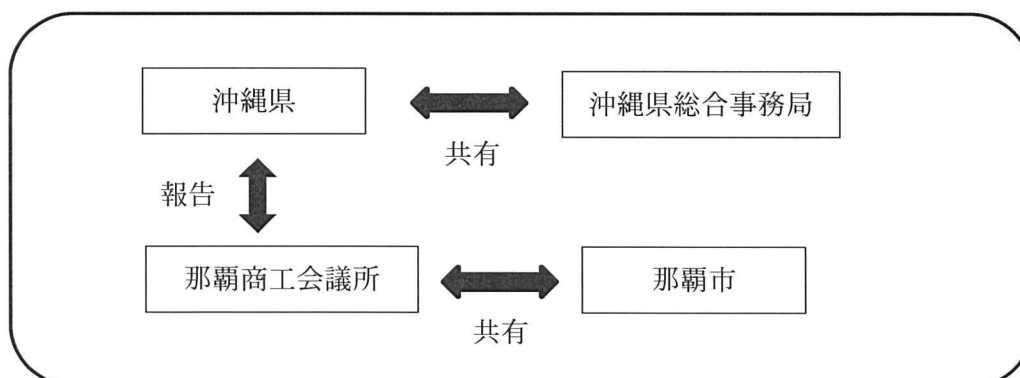 沖縄県
沖縄県総合事務局
共有
報告
那覇商工会議所
那覇市
共有